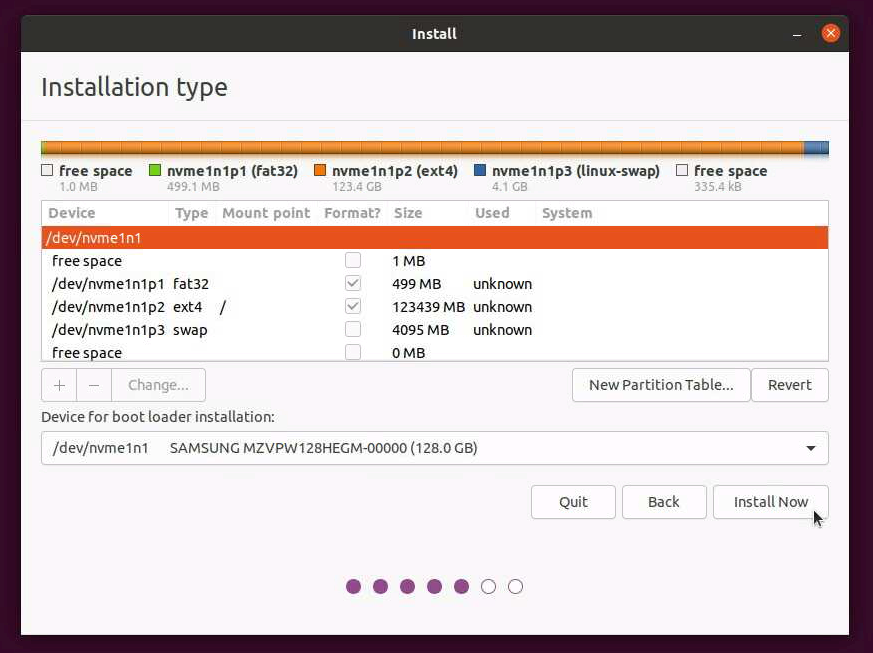 Install
Installation type
free space nvme1n1p1 (fat32) nvme1n1p2 (ext4) nvme1n1p3 (linux-swap) free space
1.0 MB 499.1 MB 123.4 GB 4.1 GB 335.4 kB
Device Type Mount point Format? Size Used System
/dev/nvme1n1
free space 1 MB
/dev/nvme1n1p1 fat32 499 MB unknown
/dev/nvme1n1p2 ext4 / 123439 MB unknown
/dev/nvme1n1p3 swap 4095 MB unknown
free space 0 MB
+ − Change... New Partition Table... Revert
Device for boot loader installation:
/dev/nvme1n1 SAMSUNG MZVPW128HEGM-00000 (128.0 GB)
Quit Back Install Now